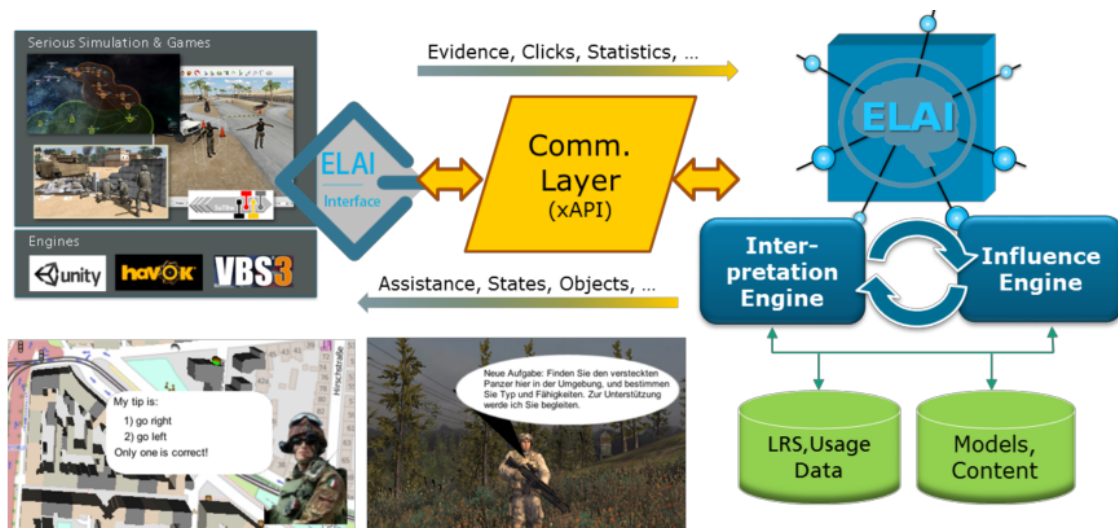 Serious Simulation & Games
Evidence, Clicks, Statistics, ...
ELAI
Interface
Comm.
Layer
(xAPI)
ELAI
Engines
unity
havok
VBS3
Assistance, States, Objects, ...
Inter-
pretation
Engine
Influence
Engine
My tip is:
1) go right
2) go left
Only one is correct!
Hirschstraße
Neue Aufgabe: Finden Sie den versteckten
Panzer hier in der Umgebung, und bestimmen
Sie Typ und Fähigkeiten. Zur Unterstützung
werde ich Sie begleiten.
LRS,Usage
Data
Models,
Content